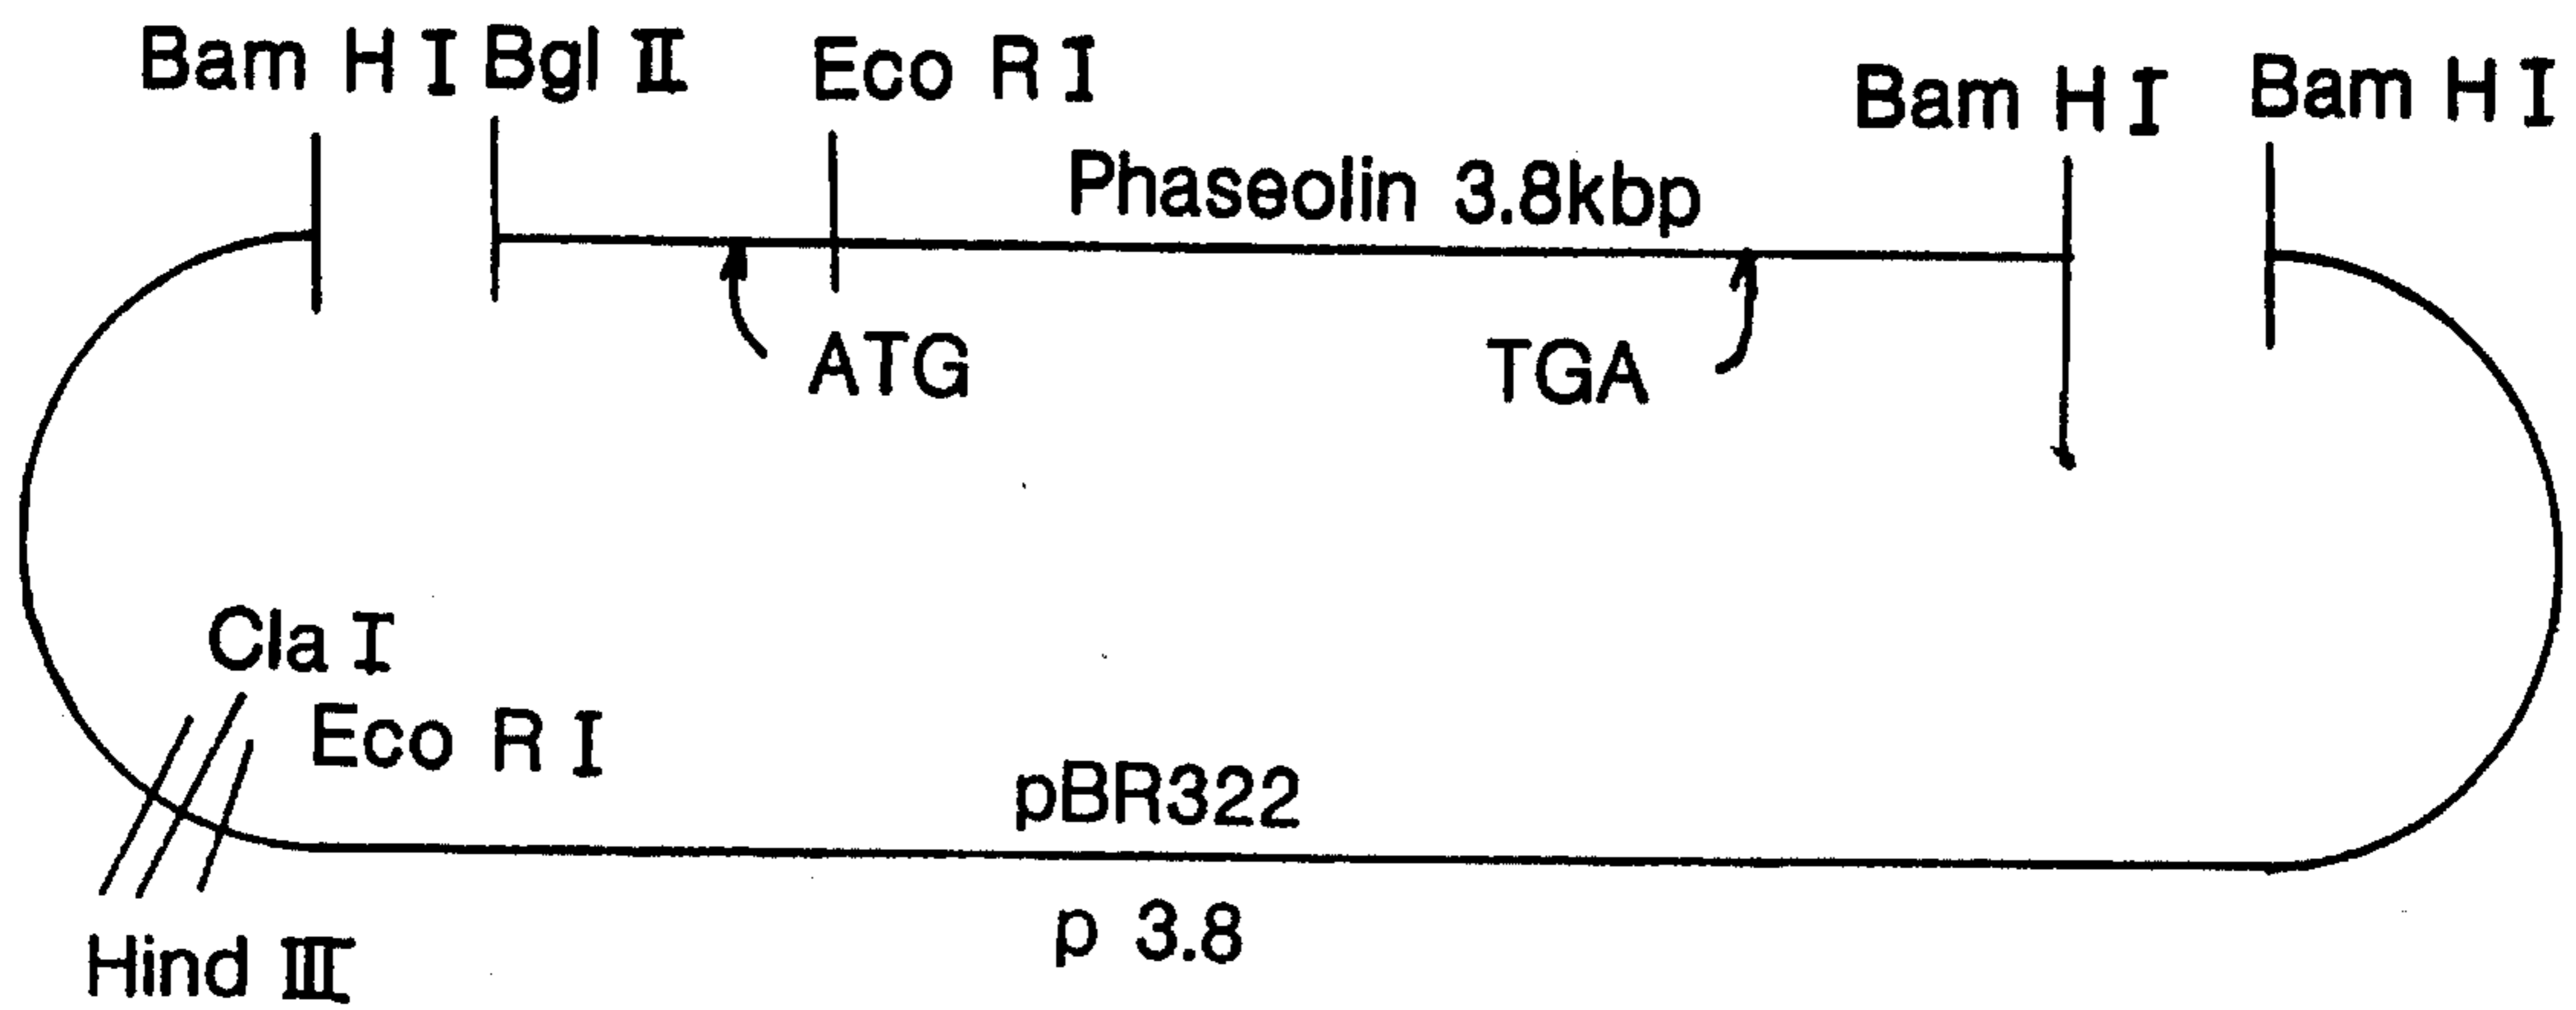 Bam H I Bgl II Eco R I Bam H I Bam H I
Phaseolin 3.8kbp
ATG TGA
Cla I
Eco R I
pBR322
p 3.8
Hind III